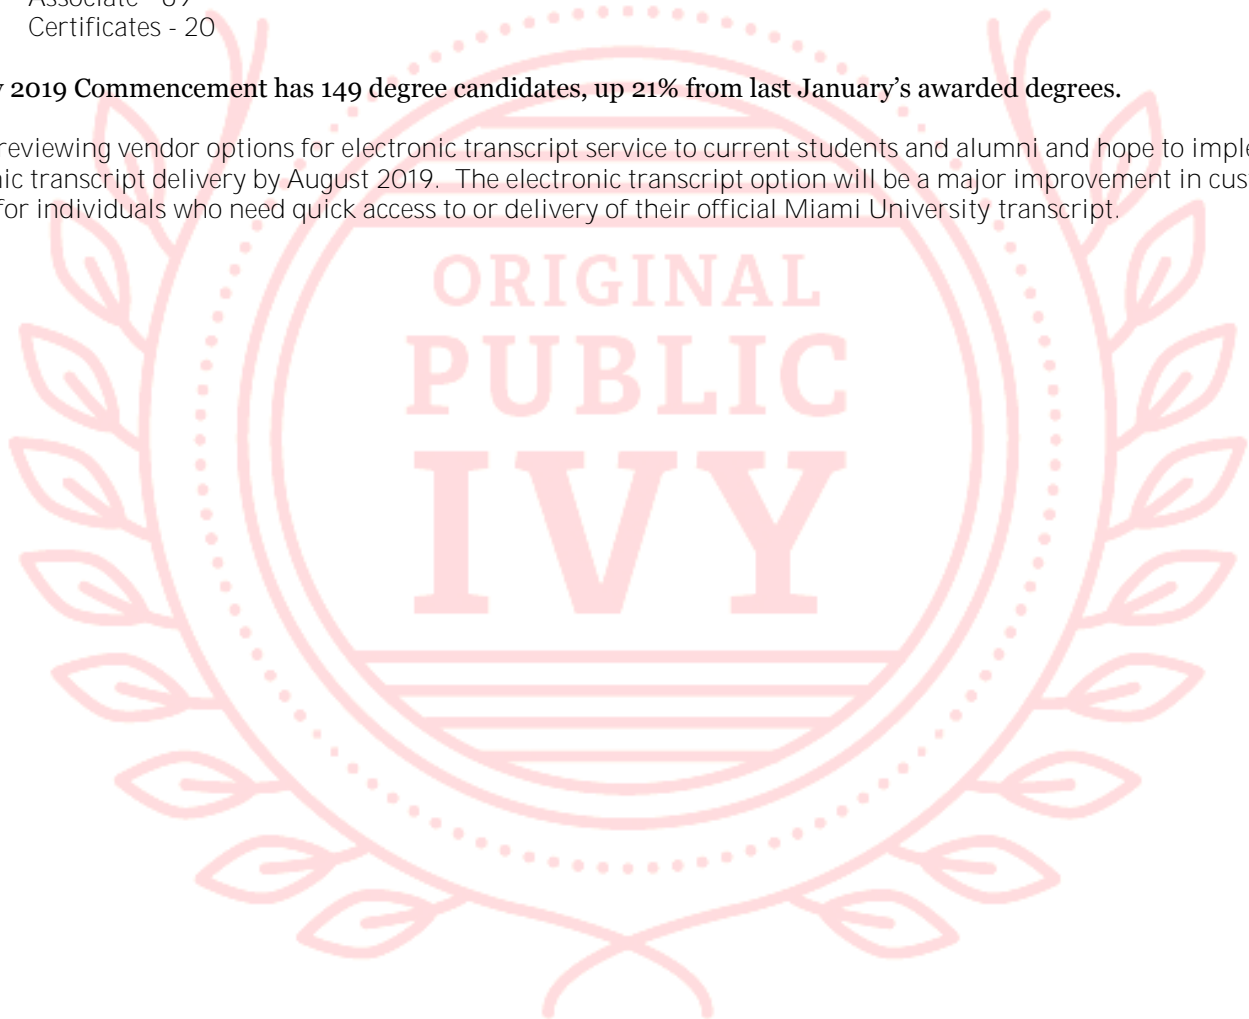 Certificates - 20
2019 Commencement has 149 degree candidates, up 21% from last January’s awarded degrees.
reviewing vendor options for electronic transcript service to current students and alumni and hope to
transcript delivery by August 2019. The electronic transcript option will be a major improvement in
for individuals who need quick access to or delivery of their official Miami University transcript.
ORIGINAL
PUBLIC
IVY